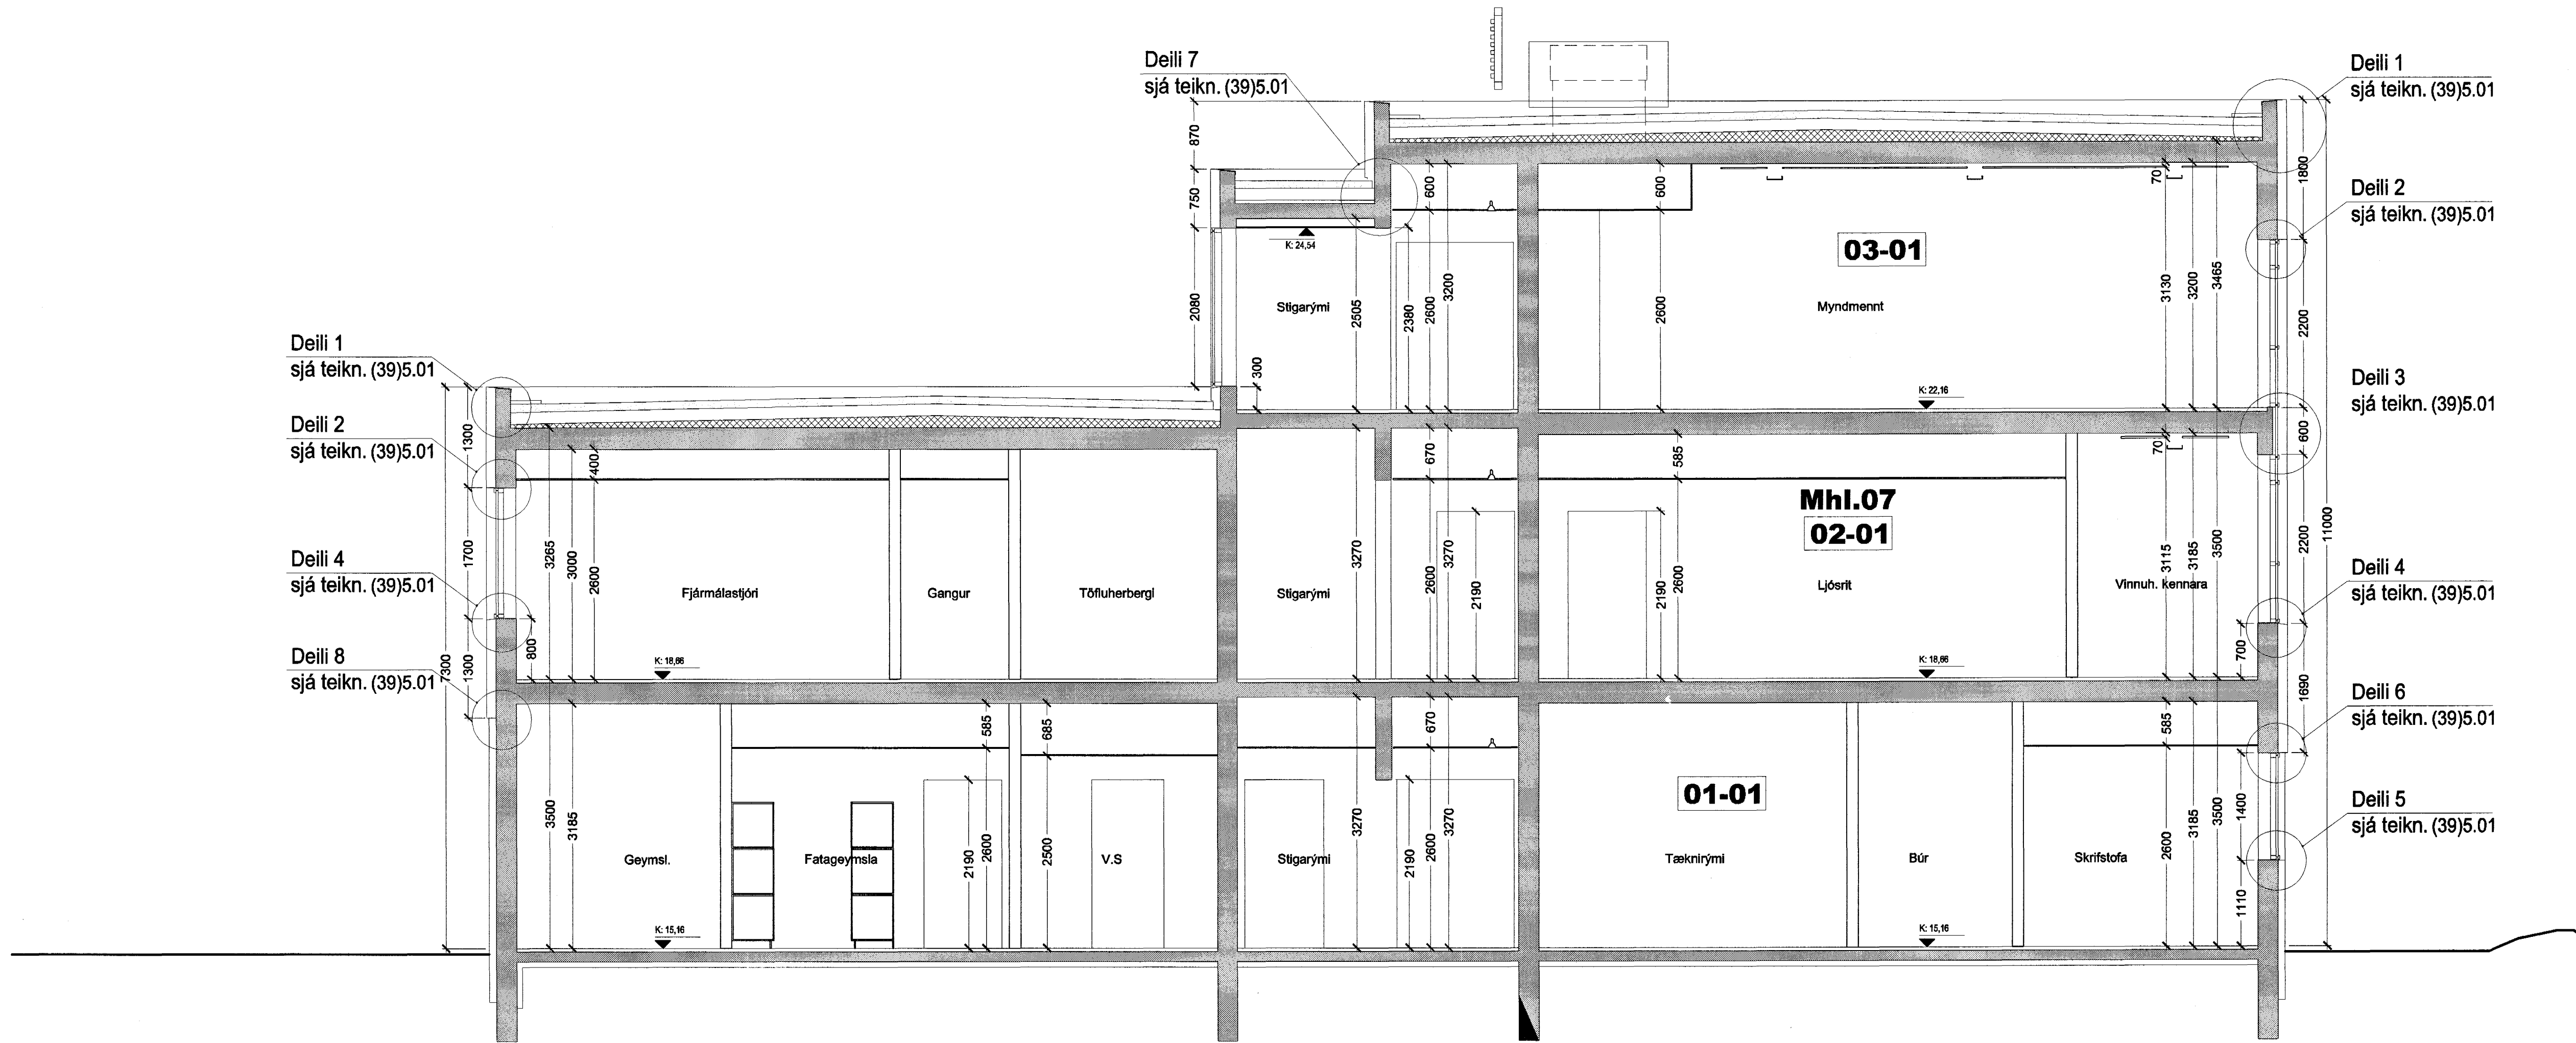 Deili 7
sjá teikn. (39)5.01
Deili 1
sjá teikn. (39)5.01
Deili 2
sjá teikn. (39)5.01
Deili 3
sjá teikn. (39)5.01
Deili 4
sjá teikn. (39)5.01
Deili 6
sjá teikn. (39)5.01
Deili 5
sjá teikn. (39)5.01
Deili 1
sjá teikn. (39)5.01
Deili 2
sjá teikn. (39)5.01
Deili 4
sjá teikn. (39)5.01
Deili 8
sjá teikn. (39)5.01
870
750
2080
300
K: 24,54
Stigarými
2505
2380
600
2600
3200
600
2600
03-01
Myndmennt
K: 22,16
70
3130
3200
3465
1800
2200
600
2200
1690
11000
7300
1300
1700
1300
800
3265
3000
400
2600
Fjármálastjóri
Gangur
Töfluherbergi
K: 18,66
Stigarými
3270
670
2600
3270
2190
2190
585
2600
Mhl.07
02-01
Ljósrit
Vinnuh. kennara
K: 18,66
70
3115
3185
3500
700
3500
3185
Geymsl.
K: 15,16
Fatageymsla
2190
585
2600
685
2500
V.S
Stigarými
3270
2190
670
2600
3270
01-01
Tæknirými
Búr
Skrifstofa
K: 15,16
585
2600
3185
3500
1400
1110